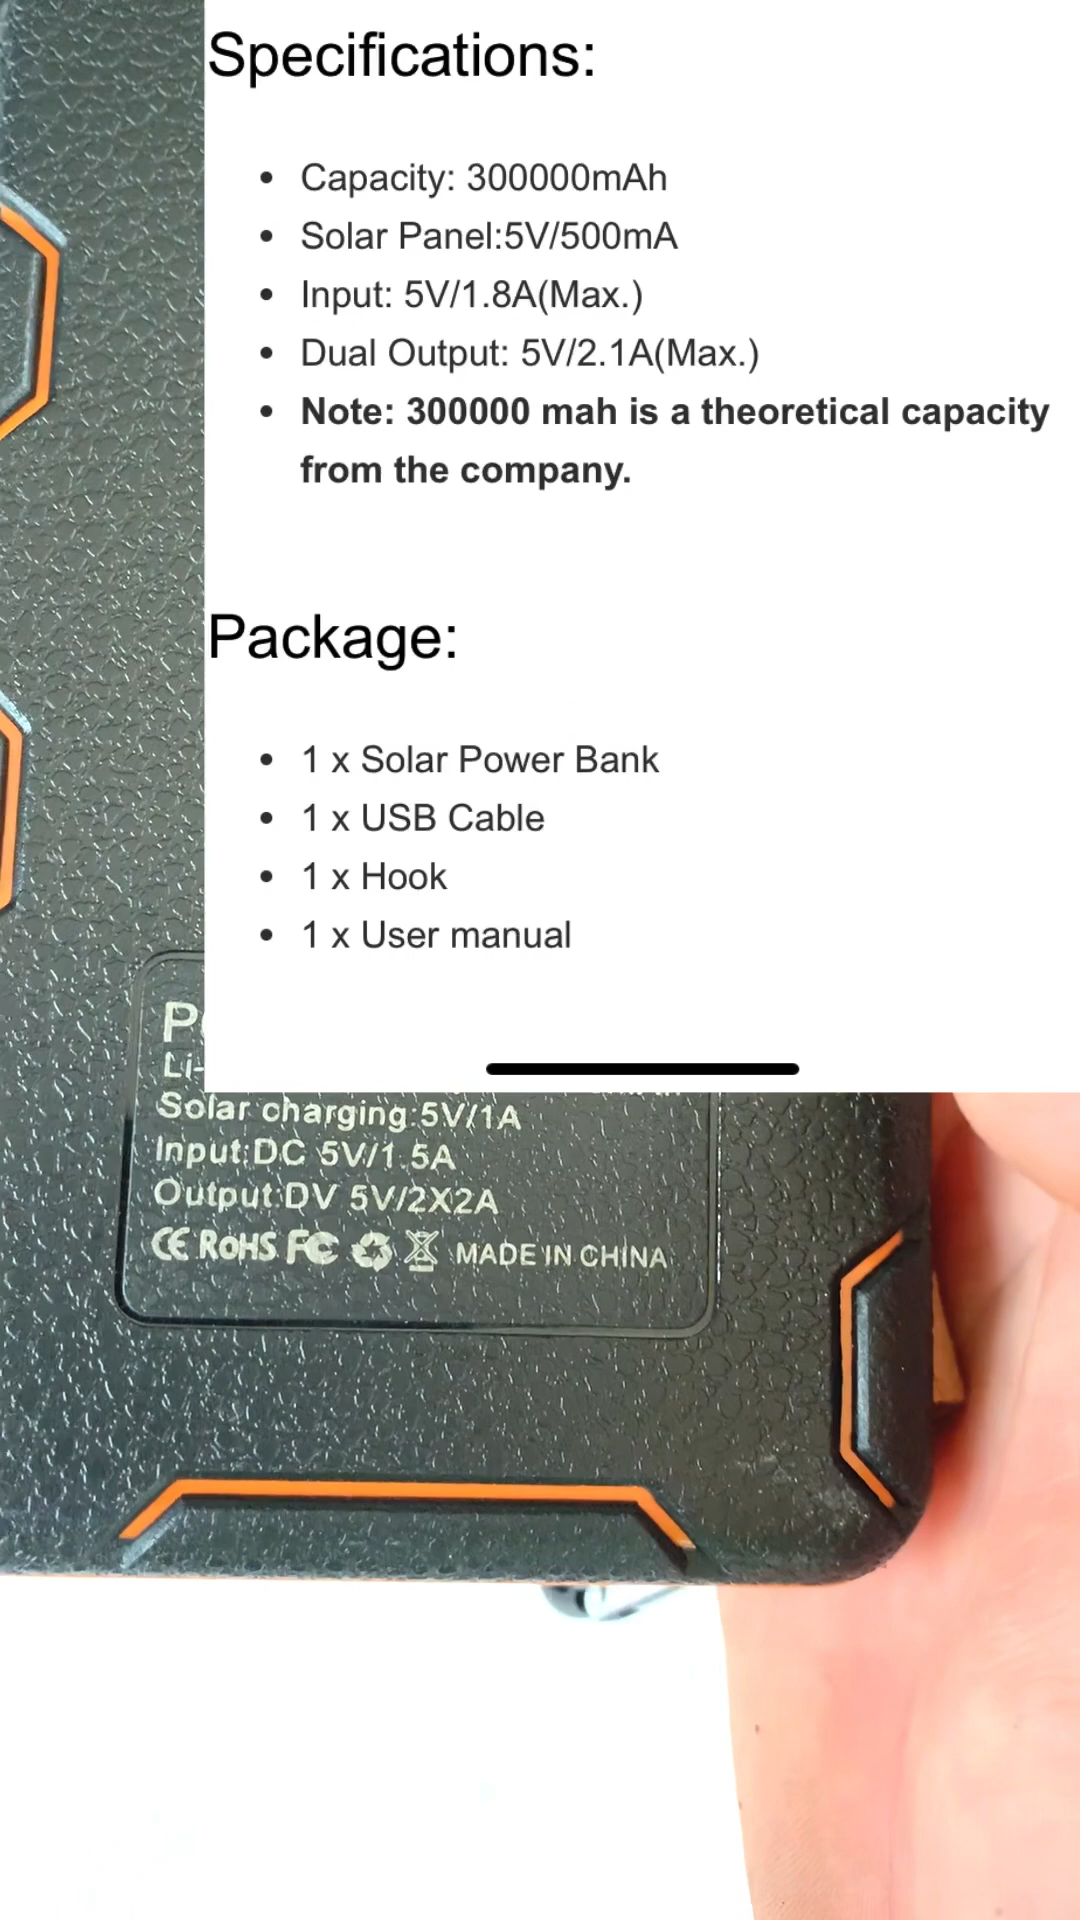 Specifications:
• Capacity: 300000mAh
• Solar Panel:5V/500mA
• Input: 5V/1.8A(Max.)
• Dual Output: 5V/2.1A(Max.)
• Note: 300000 mah is a theoretical capacity
from the company.
Package:
• 1 x Solar Power Bank
• 1 x USB Cable
• 1 x Hook
• 1 x User manual
Li-
Solar charging:5V/1A
Input:DC 5V/1.5A
Output:DV 5V/2X2A
CE RoHS FC MADE IN CHINA